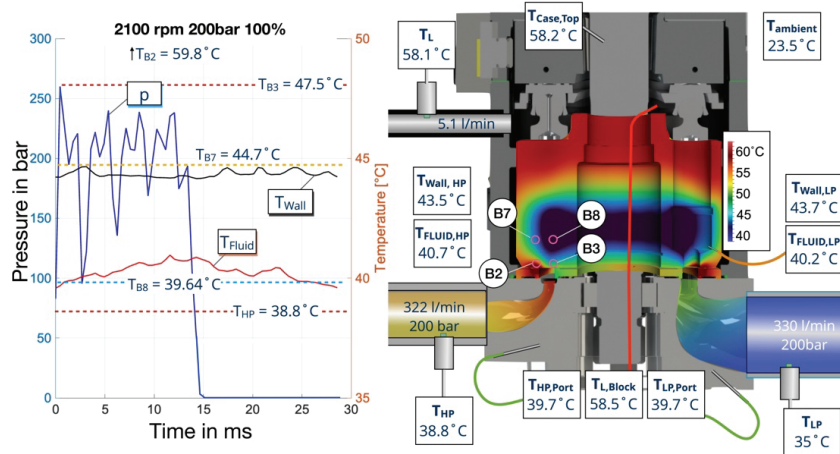 2100 rpm 200bar 100%
↑T_B2 = 59.8˚C
T_B3 = 47.5˚C
p
T_B7 = 44.7˚C
T_Wall
T_Fluid
T_B8 = 39.64˚C
T_HP = 38.8˚C
Pressure in bar
300
250
200
150
100
50
0
Temperature [°C]
50
45
40
35
0
5
10
15
20
25
30
Time in ms
T_L
58.1˚C
T_Case,Top
58.2˚C
T_ambient
23.5˚C
5.1 l/min
60˚C
55
50
45
40
T_Wall, HP
43.5˚C
T_FLUID,HP
40.7˚C
T_Wall,LP
43.7˚C
T_FLUID,LP
40.2˚C
B7
B8
B2
B3
322 l/min
200 bar
330 l/min
200bar
T_HP,Port
39.7˚C
T_L,Block
58.5˚C
T_LP,Port
39.7˚C
T_HP
38.8˚C
T_LP
35˚C